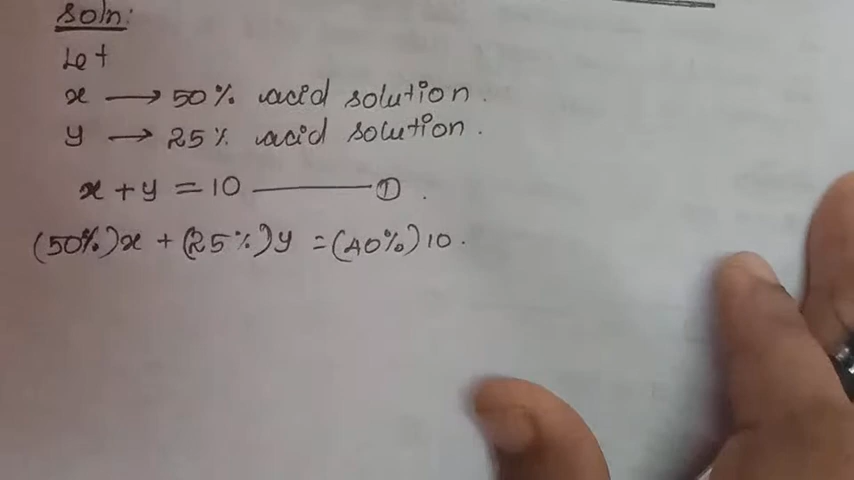 Soln:
Let
x → 50% acid solution.
y → 25% acid solution.
x + y = 10 ——— ①.
(50%)x + (25%)y = (40%)10.